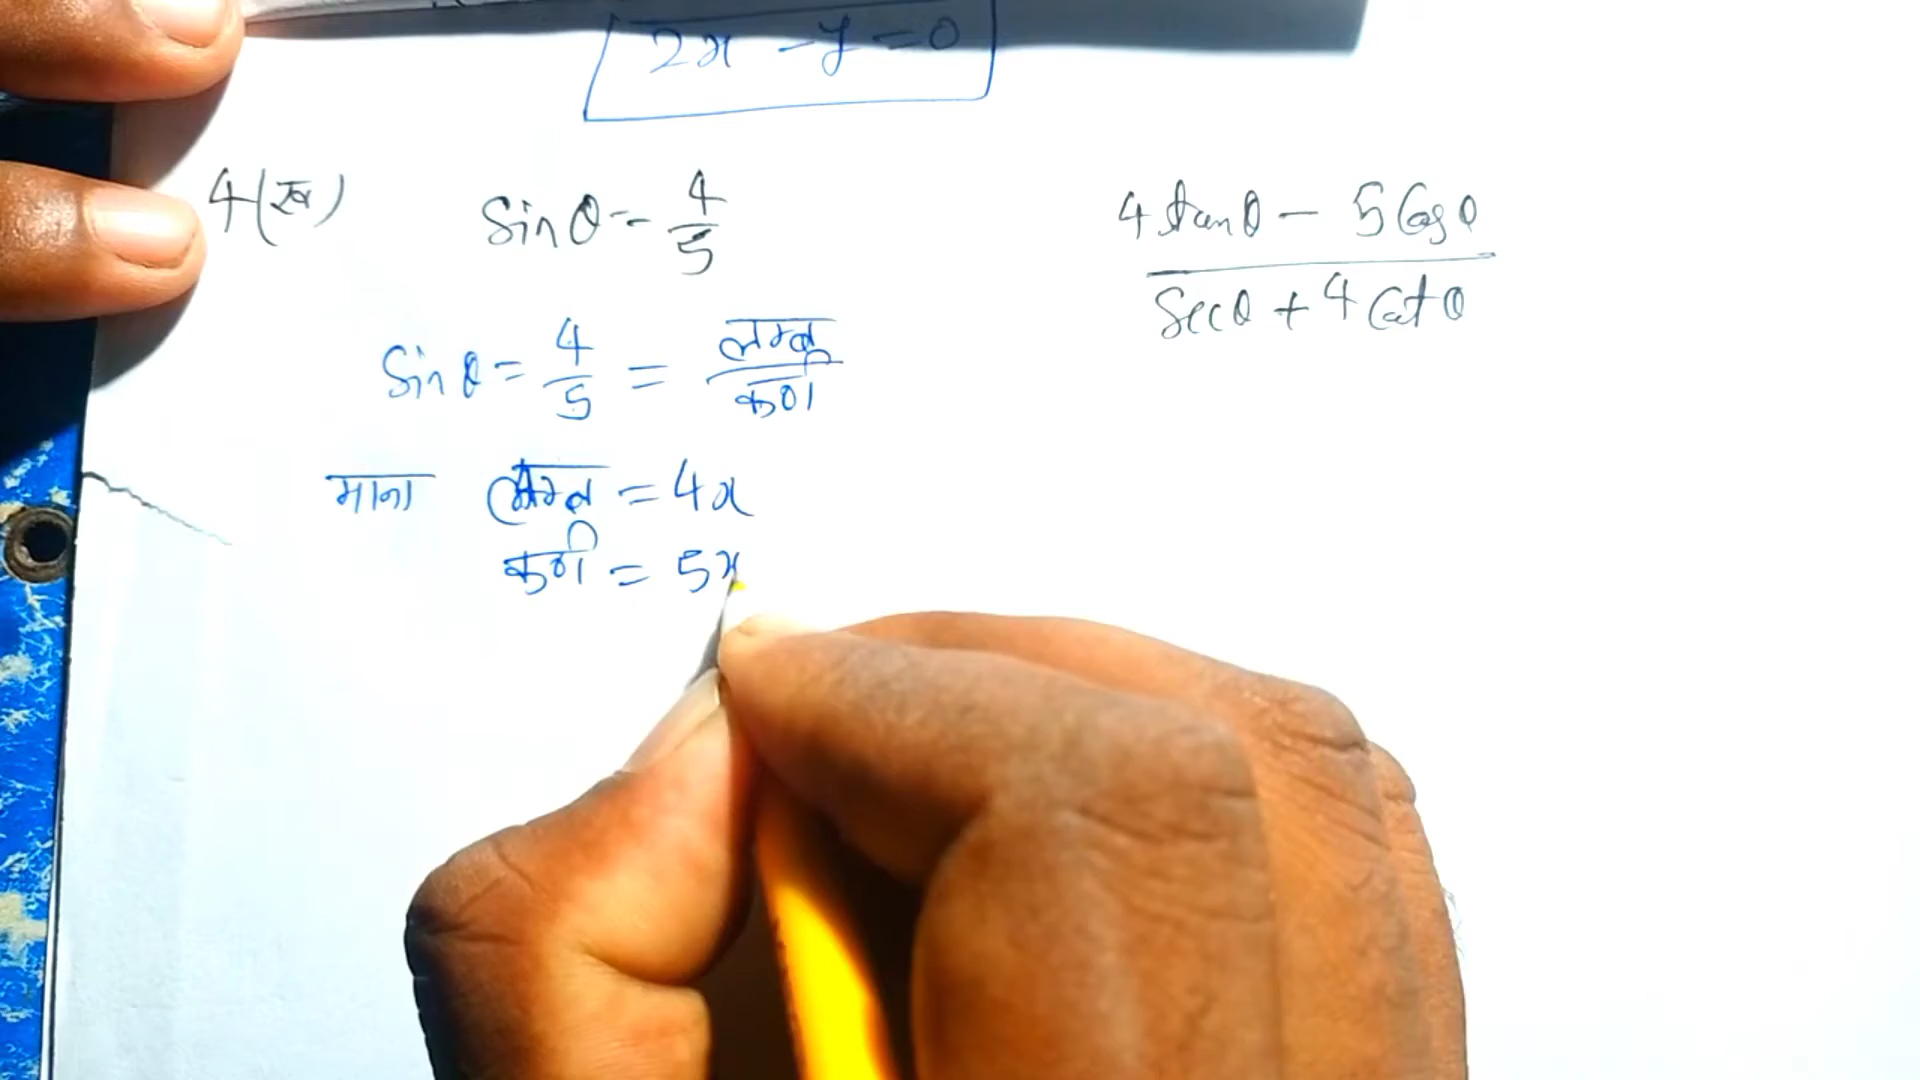 2x - y = 0
4(ख) sinθ = 4/5
4 tanθ - 5 Cosθ / Secθ + 4 Cotθ
Sinθ = 4/5 = लम्ब/कर्ण
माना लम्ब = 4x
कर्ण = 5x